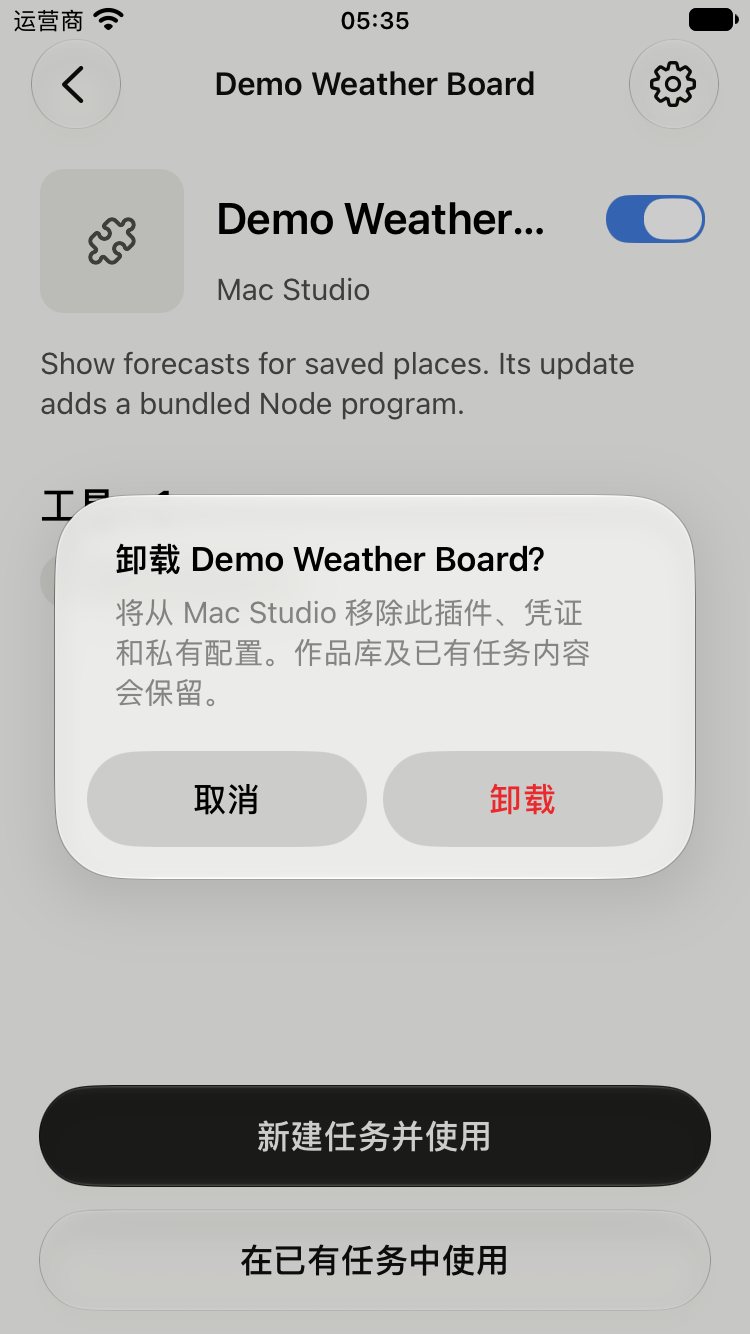 运营商
05:35
Demo Weather Board
Demo Weather...
Mac Studio
Show forecasts for saved places. Its update
adds a bundled Node program.
卸载 Demo Weather Board?
将从 Mac Studio 移除此插件、凭证
和私有配置。作品库及已有任务内容
会保留。
取消
卸载
新建任务并使用
在已有任务中使用